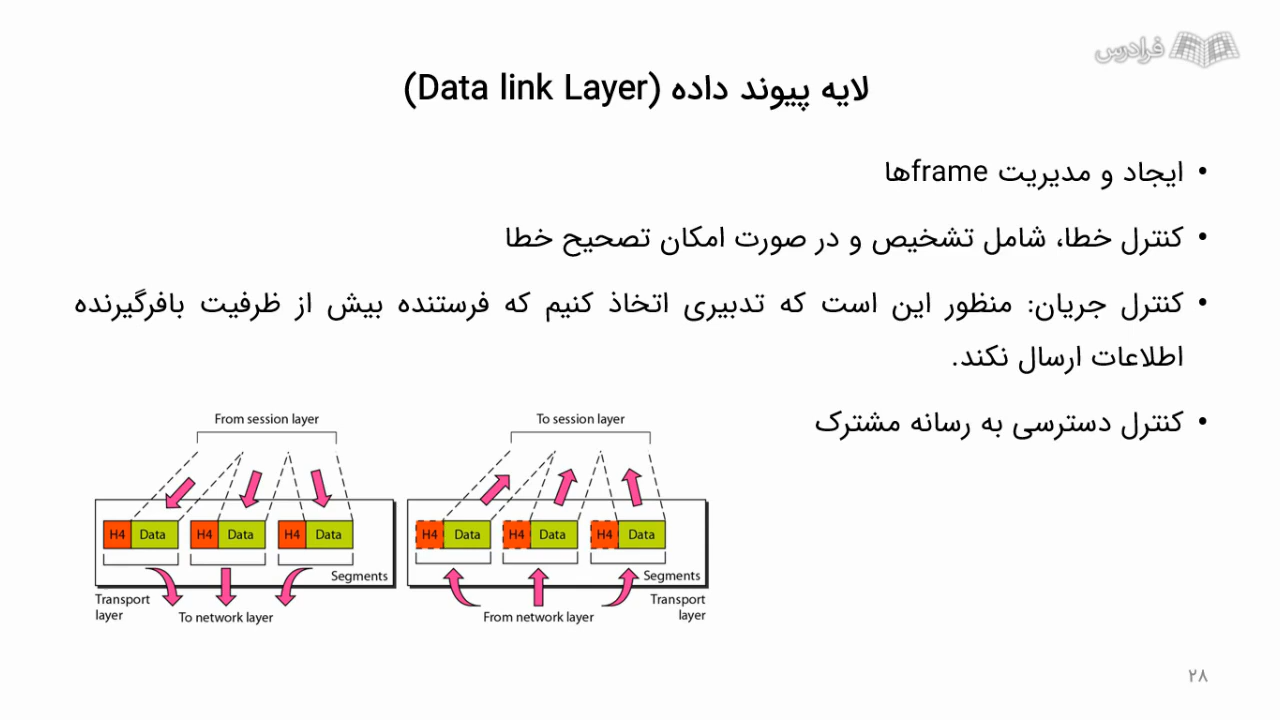 فرادرس
لایه پیوند داده (Data link Layer)
• ایجاد و مدیریت frameها
• کنترل خطا، شامل تشخیص و در صورت امکان تصحیح خطا
• کنترل جریان: منظور این است که تدبیری اتخاذ کنیم که فرستنده بیش از ظرفیت بافرگیرنده
اطلاعات ارسال نکند.
• کنترل دسترسی به رسانه مشترک
From session layer
H4 Data H4 Data H4 Data
Segments
Transport
layer
To network layer
To session layer
H4 Data H4 Data H4 Data
Segments
From network layer
Transport
layer
۲۸